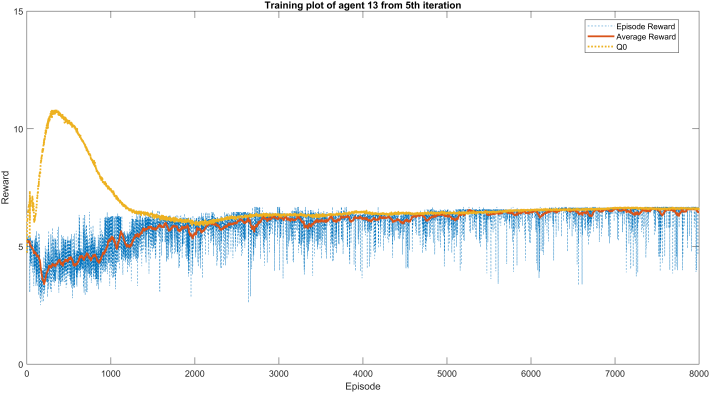 Training plot of agent 13 from 5th iteration
15
Episode Reward
Average Reward
Q0
10
Reward
5
0
0 1000 2000 3000 4000 5000 6000 7000 8000
Episode